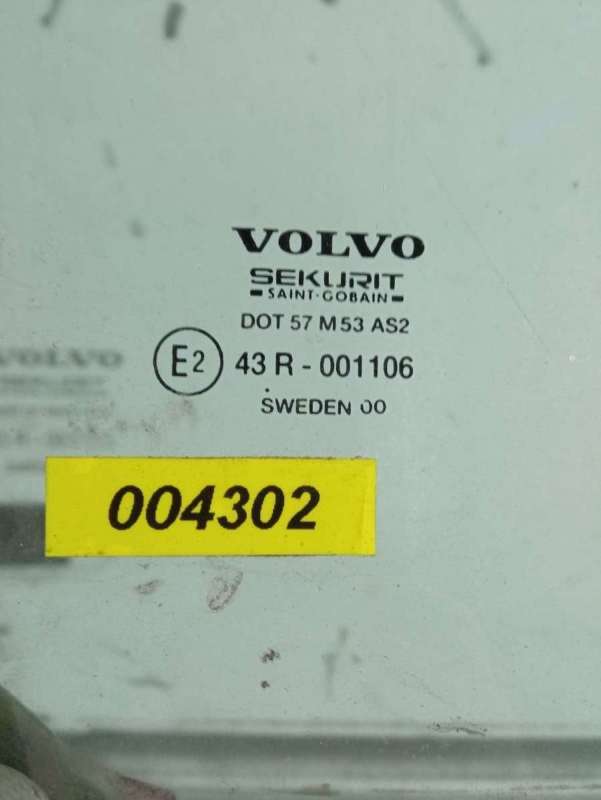 VOLVO
SEKURIT
SAINT-GOBAIN
DOT 57 M53 AS2
E2 43 R - 001106
SWEDEN 00
004302